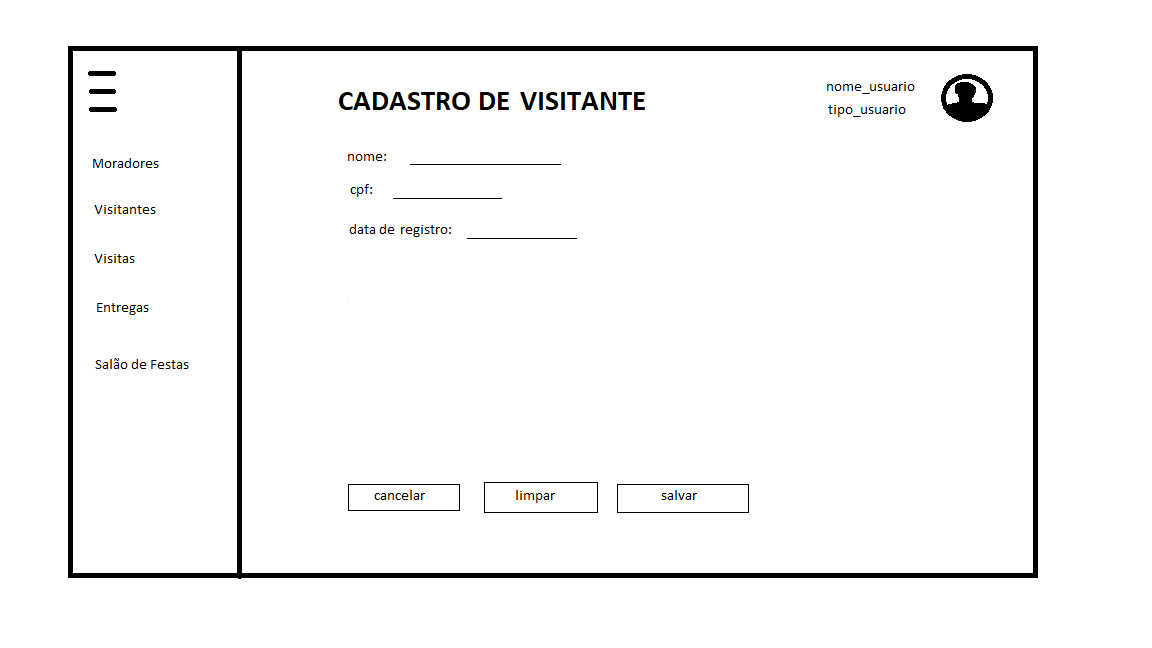 CADASTRO DE VISITANTE
nome_usuario
tipo_usuario
Moradores
Visitantes
Visitas
Entregas
Salão de Festas
nome:
cpf:
data de registro:
cancelar
limpar
salvar